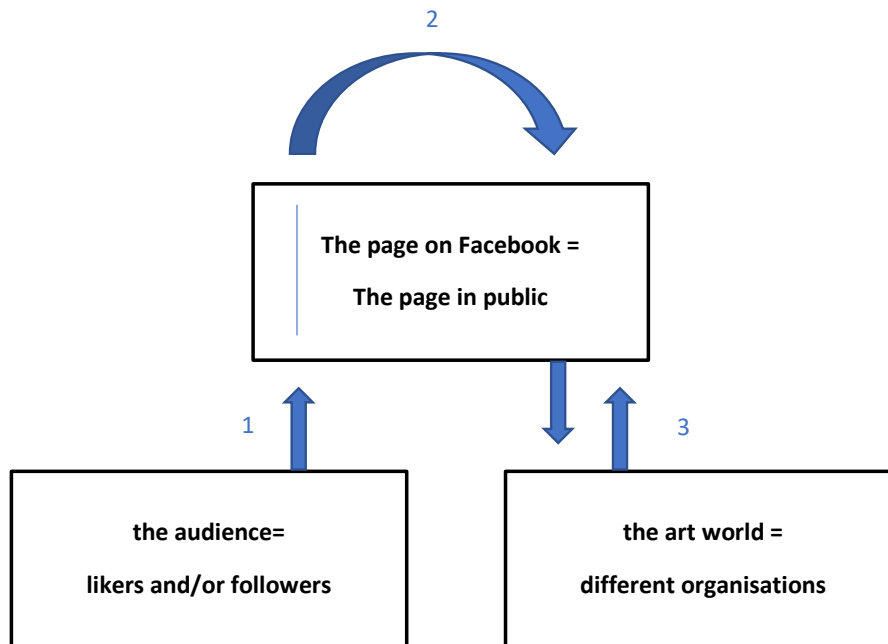 2
The page on Facebook =
The page in public
1
3
the audience=
likers and/or followers
the art world =
different organisations